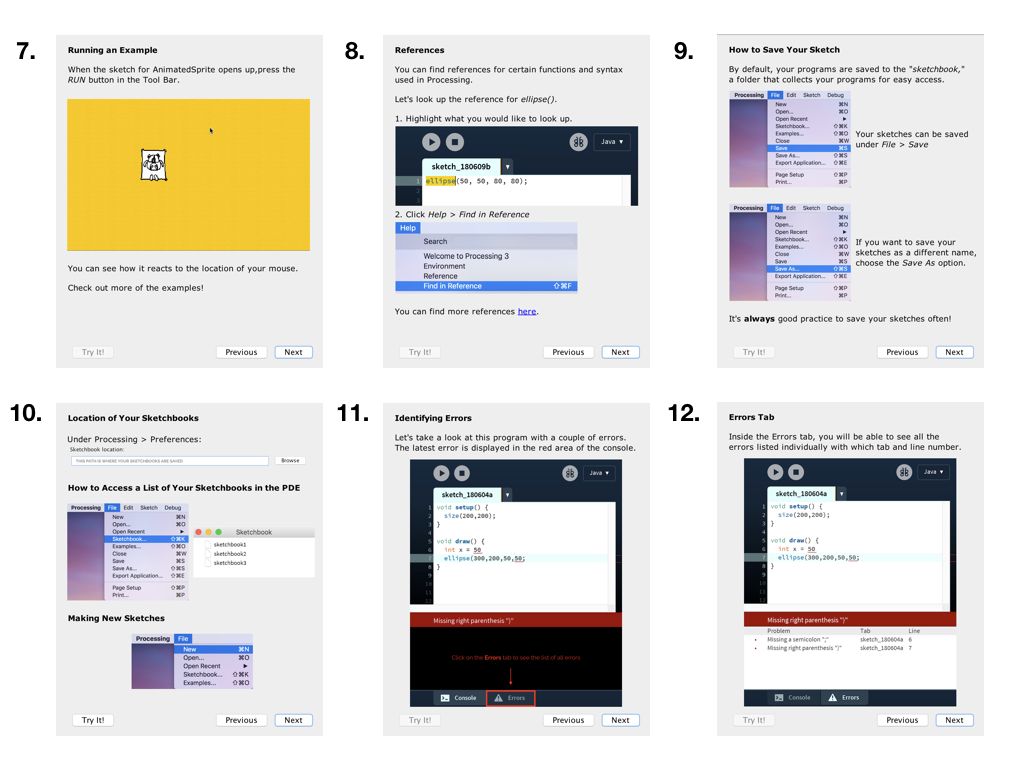 7.
Running an Example
When the sketch for AnimatedSprite opens up,press the
RUN button in the Tool Bar.
You can see how it reacts to the location of your mouse.
Check out more of the examples!
Try It!
Previous
Next
8.
References
You can find references for certain functions and syntax
used in Processing.
Let's look up the reference for ellipse().
1. Highlight what you would like to look up.
Java ▾
sketch_180609b
1 ellipse(50, 50, 80, 80);
2
3
2. Click Help > Find in Reference
Help
Search
Welcome to Processing 3
Environment
Reference
Find in Reference ⇧⌘F
You can find more references here.
Try It!
Previous
Next
9.
How to Save Your Sketch
By default, your programs are saved to the "sketchbook,"
a folder that collects your programs for easy access.
Processing File Edit Sketch Debug
New ⌘N
Open... ⌘O
Open Recent ▶
Sketchbook... ⇧⌘K
Examples... ⇧⌘O
Close ⌘W
Save ⌘S
Save As... ⇧⌘S
Export Application... ⇧⌘E
Page Setup ⇧⌘P
Print... ⌘P
Your sketches can be saved
under File > Save
Processing File Edit Sketch Debug
New ⌘N
Open... ⌘O
Open Recent ▶
Sketchbook... ⇧⌘K
Examples... ⇧⌘O
Close ⌘W
Save ⌘S
Save As... ⇧⌘S
Export Application... ⇧⌘E
Page Setup ⇧⌘P
Print... ⌘P
If you want to save your
sketches as a different name,
choose the Save As option.
It's always good practice to save your sketches often!
Try It!
Previous
Next
10.
Location of Your Sketchbooks
Under Processing > Preferences:
Sketchbook location:
THIS PATH IS WHERE YOUR SKETCHBOOKS ARE SAVED
Browse
How to Access a List of Your Sketchbooks in the PDE
Processing File Edit Sketch Debug
New ⌘N
Open... ⌘O
Open Recent ▶
Sketchbook... ⇧⌘K
Examples... ⇧⌘O
Close ⌘W
Save ⌘S
Save As... ⇧⌘S
Export Application... ⇧⌘E
Page Setup ⇧⌘P
Print... ⌘P
Sketchbook
sketchbook1
sketchbook2
sketchbook3
Making New Sketches
Processing File
New ⌘N
Open... ⌘O
Open Recent ▶
Sketchbook... ⇧⌘K
Examples... ⇧⌘O
Try It!
Previous
Next
11.
Identifying Errors
Let's take a look at this program with a couple of errors.
The latest error is displayed in the red area of the console.
Java ▾
sketch_180604a
1 void setup() {
2 size(200,200);
3 }
4
5 void draw() {
6 int x = 50
7 ellipse(300,200,50,50;
8 }
9
10
11
12
Missing right parenthesis ")"
Click on the Errors tab to see the list of all errors
Console
Errors
Try It!
Previous
Next
12.
Errors Tab
Inside the Errors tab, you will be able to see all the
errors listed individually with which tab and line number.
Java ▾
sketch_180604a
1 void setup() {
2 size(200,200);
3 }
4
5 void draw() {
6 int x = 50
7 ellipse(300,200,50,50;
8 }
9
10
11
12
Missing right parenthesis ")"
Problem Tab Line
• Missing a semicolon ";" sketch_180604a 6
• Missing right parenthesis ")" sketch_180604a 7
Console
Errors
Try It!
Previous
Next